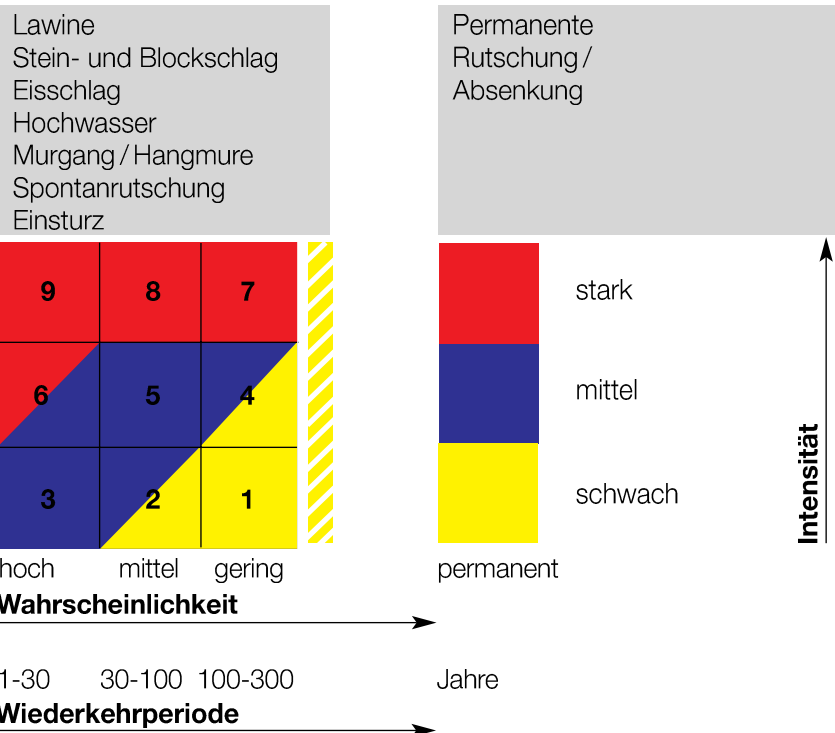 Lawine
Stein- und Blockschlag
Eisschlag
Hochwasser
Murgang / Hangmure
Spontanrutschung
Einsturz
Permanente
Rutschung /
Absenkung
9 8 7
6 5 4
3 2 1
stark
mittel
schwach
Intensität
hoch mittel gering
permanent
Wahrscheinlichkeit
1-30 30-100 100-300 Jahre
Wiederkehrperiode